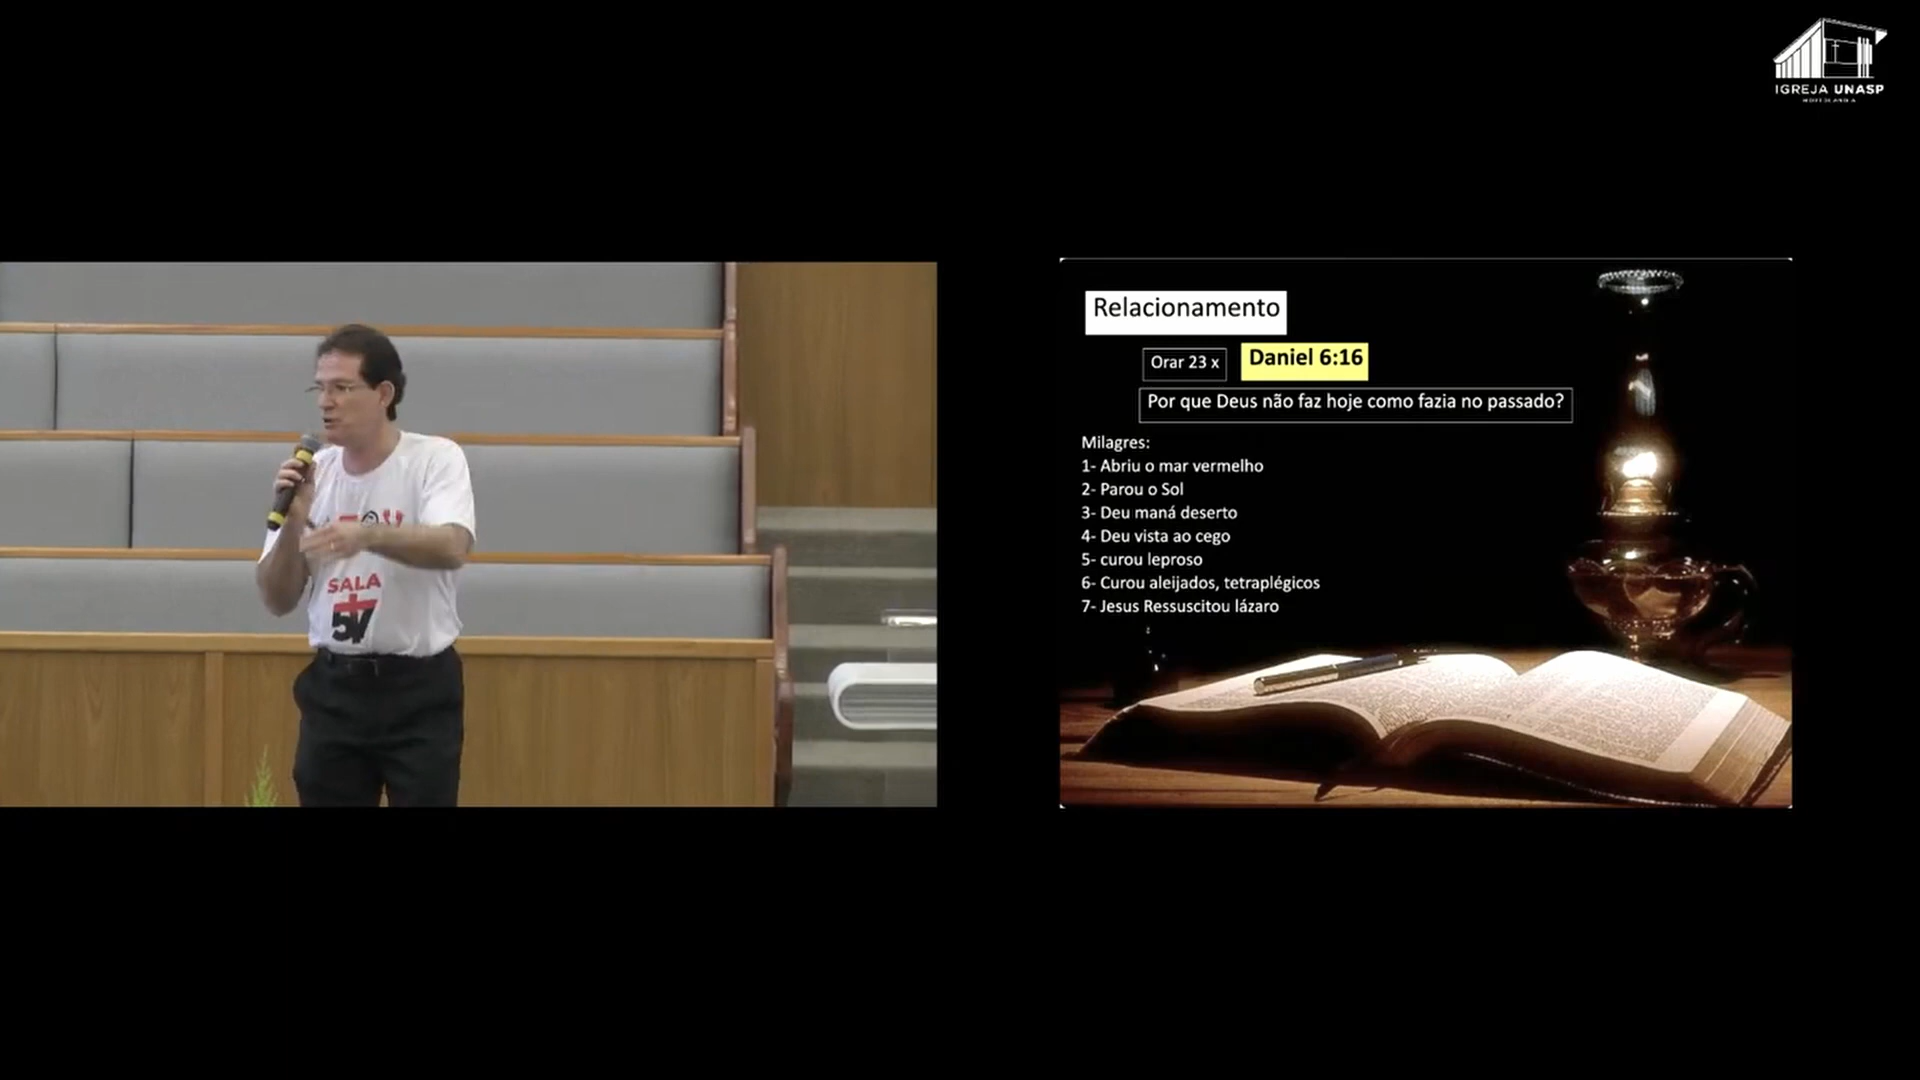 IGREJA UNASP
HORTOLÂNDIA
Relacionamento
Orar 23 x
Daniel 6:16
Por que Deus não faz hoje como fazia no passado?
Milagres:
1- Abriu o mar vermelho
2- Parou o Sol
3- Deu maná deserto
4- Deu vista ao cego
5- curou leproso
6- Curou aleijados, tetraplégicos
7- Jesus Ressuscitou lázaro
SALA
57